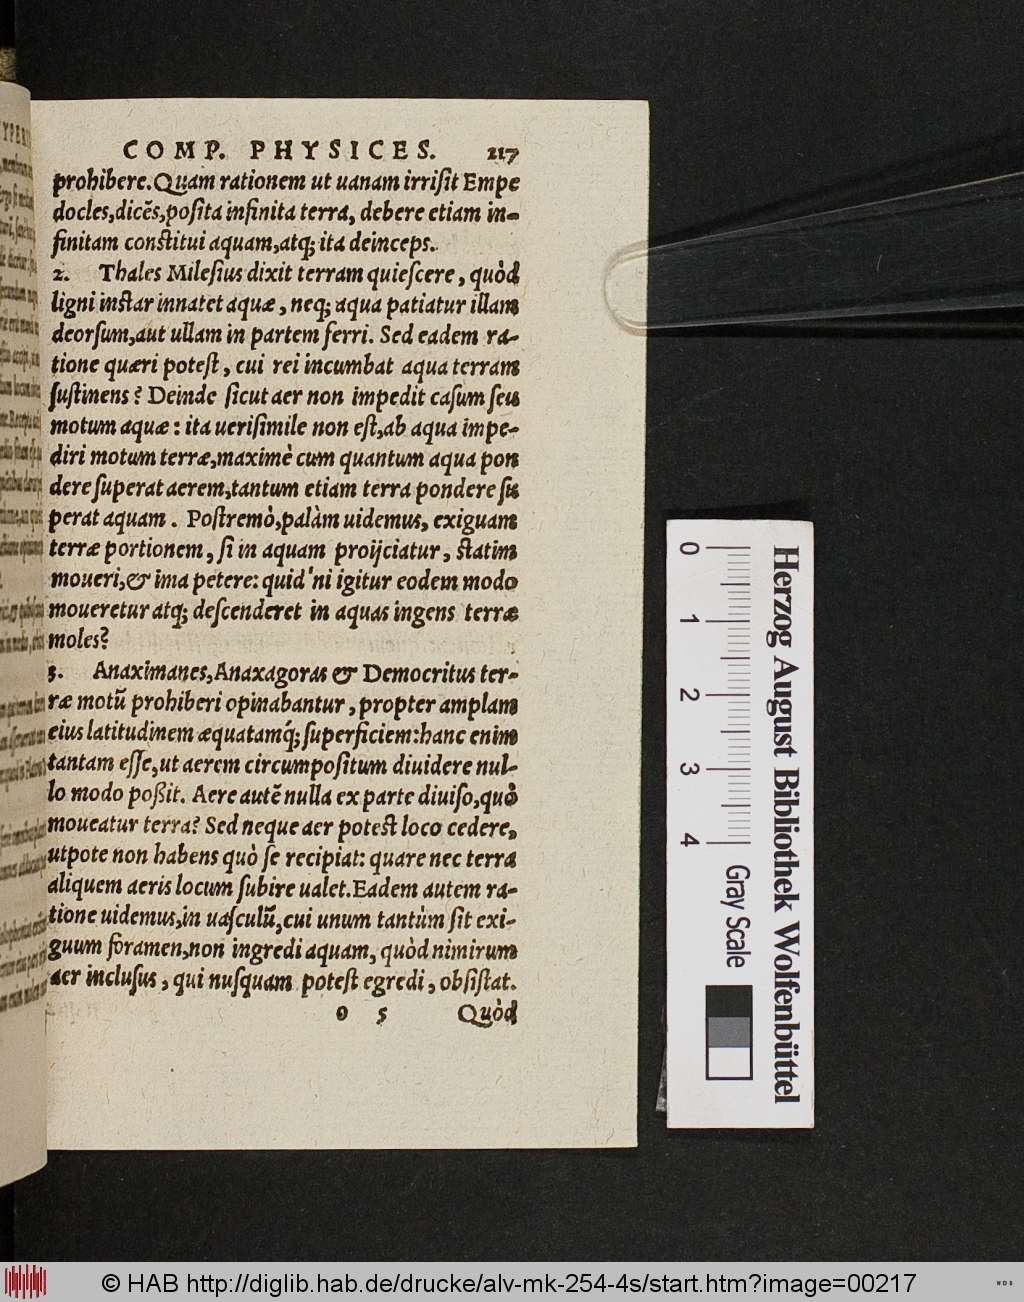 COMP. PHYSICES. 217
prohibere. Quam rationem ut uanam irriſit Empe
docles, dicẽs, poſita infinita terra, debere etiam in-
finitam conſtitui aquam, atq; ita deinceps.
2. Thales Mileſius dixit terram quieſcere, quòd
ligni inſtar innatet aquæ, neq; aqua patiatur illam
deorſum, aut ullam in partem ferri. Sed eadem ra-
tione quæri poteſt, cui rei incumbat aqua terram
ſuſtinens? Deinde ſicut aer non impedit caſum ſeu
motum aquæ: ita ueriſimile non eſt, ab aqua impe-
diri motum terræ, maximè cum quantum aqua pon
dere ſuperat aerem, tantum etiam terra pondere ſu
perat aquam. Poſtremò, palàm uidemus, exiguam
terræ portionem, ſi in aquam proijciatur, ſtatim
moueri, & ima petere: quid'ni igitur eodem modo
moueretur atq; deſcenderet in aquas ingens terræ
moles?
3. Anaximanes, Anaxagoras & Democritus ter-
ræ motũ prohiberi opinabantur, propter amplam
eius latitudinem æquatamq́; ſuperficiem: hanc enim
tantam eſſe, ut aerem circumpoſitum diuidere nul-
lo modo poßit. Aere autẽ nulla ex parte diuiſo, quò
moueatur terra? Sed neque aer poteſt loco cedere,
utpote non habens quò ſe recipiat: quare nec terra
aliquem aeris locum ſubire ualet. Eadem autem ra-
tione uidemus, in uaſculũ, cui unum tantùm ſit exi-
guum foramen, non ingredi aquam, quòd nimirum
aer incluſus, qui nuſquam poteſt egredi, obſiſtat.
O 5 Quòd
Herzog August Bibliothek Wolfenbüttel
0 1 2 3 4 Gray Scale
© HAB http://diglib.hab.de/drucke/alv-mk-254-4s/start.htm?image=00217